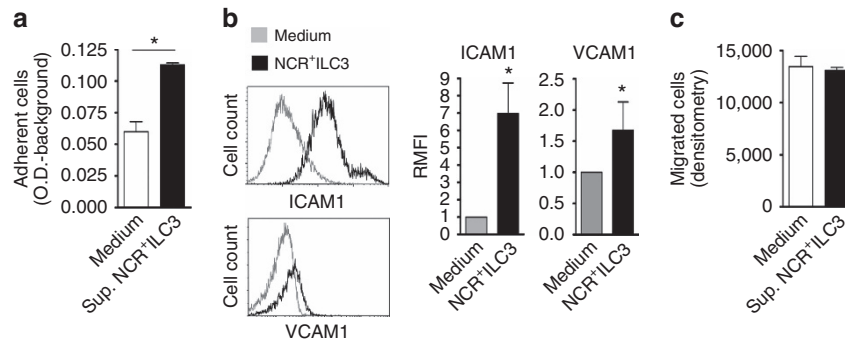 a
*
0.125
0.100
0.075
0.050
0.025
0.000
Adherent cells
(O.D.-background)
Medium
Sup. NCR⁺ILC3
b
Medium
NCR⁺ILC3
Cell count
ICAM1
Cell count
VCAM1
ICAM1
*
9
8
7
6
5
4
3
2
1
0
RMFI
Medium
NCR⁺ILC3
VCAM1
*
2.5
2.0
1.5
1.0
0.5
0.0
Medium
NCR⁺ILC3
c
15,000
10,000
5,000
0
Migrated cells
(densitometry)
Medium
Sup. NCR⁺ILC3